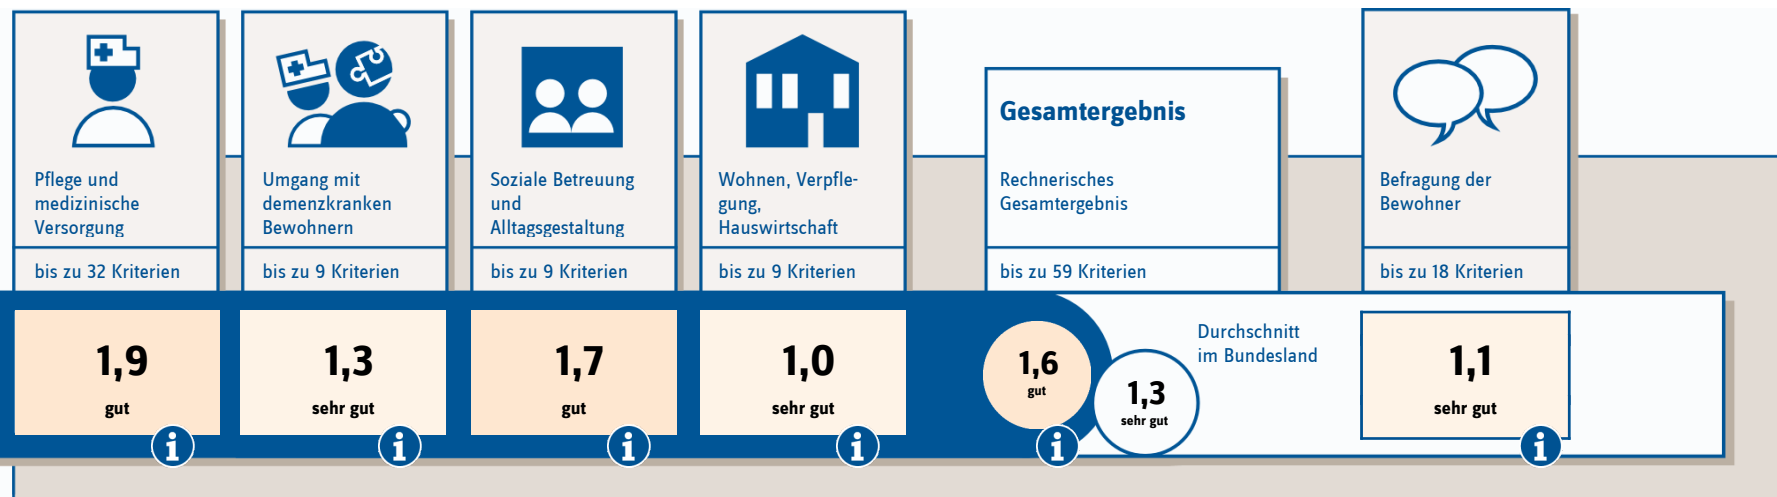 Pflege und
medizinische
Versorgung
bis zu 32 Kriterien
1,9
gut
i
Umgang mit
demenzkranken
Bewohnern
bis zu 9 Kriterien
1,3
sehr gut
i
Soziale Betreuung
und
Alltagsgestaltung
bis zu 9 Kriterien
1,7
gut
i
Wohnen, Verpfle-
gung,
Hauswirtschaft
bis zu 9 Kriterien
1,0
sehr gut
i
Gesamtergebnis
Rechnerisches
Gesamtergebnis
bis zu 59 Kriterien
1,6
gut
i
1,3
sehr gut
Durchschnitt
im Bundesland
Befragung der
Bewohner
bis zu 18 Kriterien
1,1
sehr gut
i